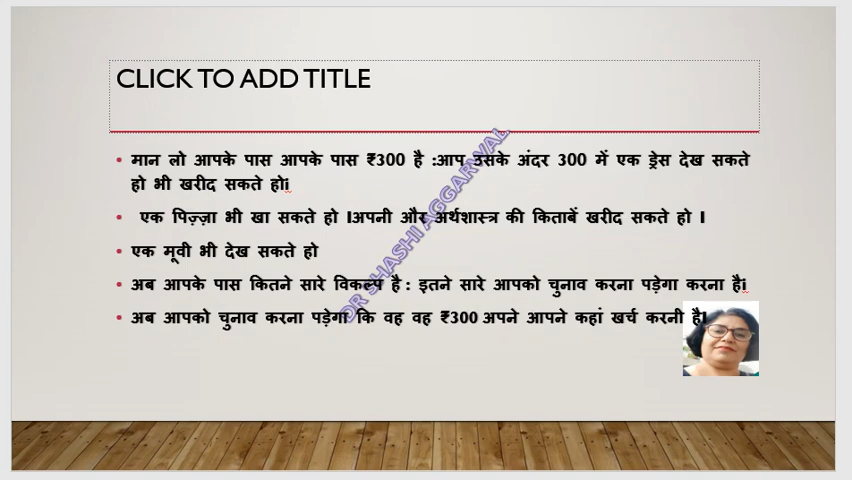 CLICK TO ADD TITLE
• मान लो आपके पास आपके पास ₹300 है :आप उसके अंदर 300 में एक ड्रेस देख सकते
हो भी खरीद सकते होi
• एक पिज़्ज़ा भी खा सकते हो Iअपनी और अर्थशास्त्र की किताबें खरीद सकते हो I
• एक मूवी भी देख सकते हो
• अब आपके पास कितने सारे विकल्प है : इतने सारे आपको चुनाव करना पड़ेगा करना हैi
• अब आपको चुनाव करना पड़ेगा कि वह वह ₹300 अपने आपने कहां खर्च करनी हैI
DR SHASHI AGGARWAL